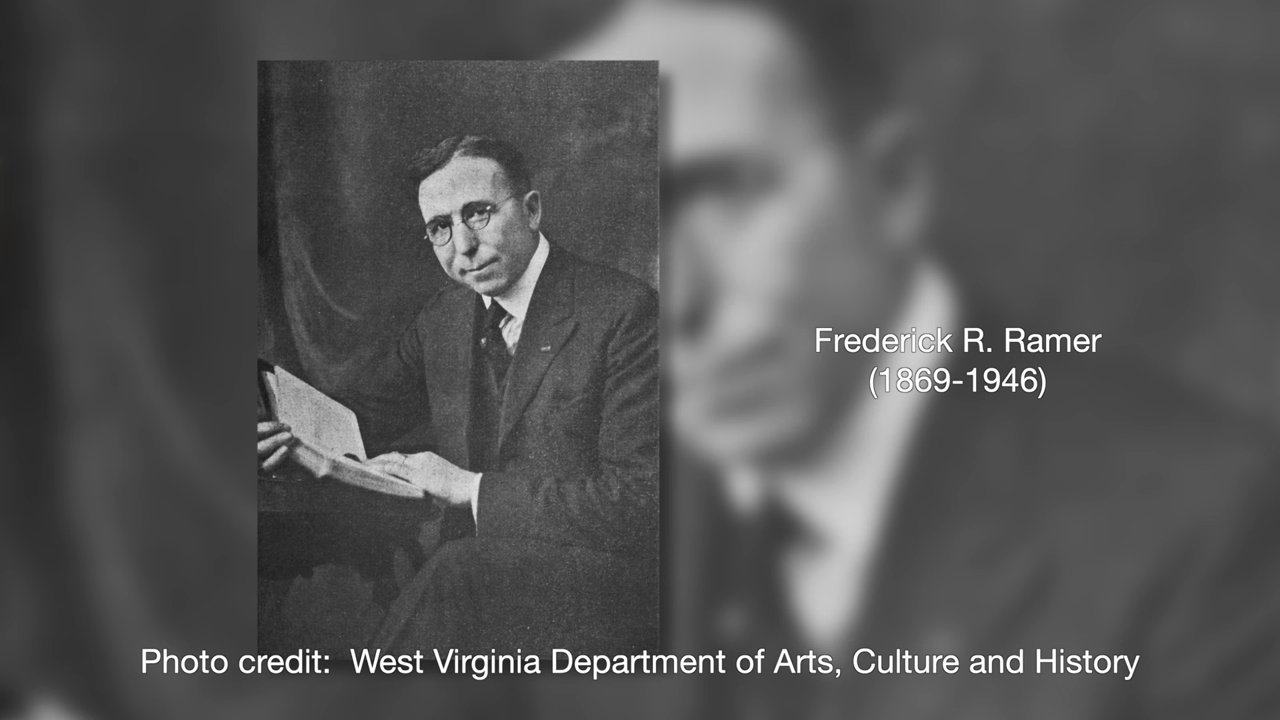 Frederick R. Ramer
(1869-1946)
Photo credit:  West Virginia Department of Arts, Culture and History